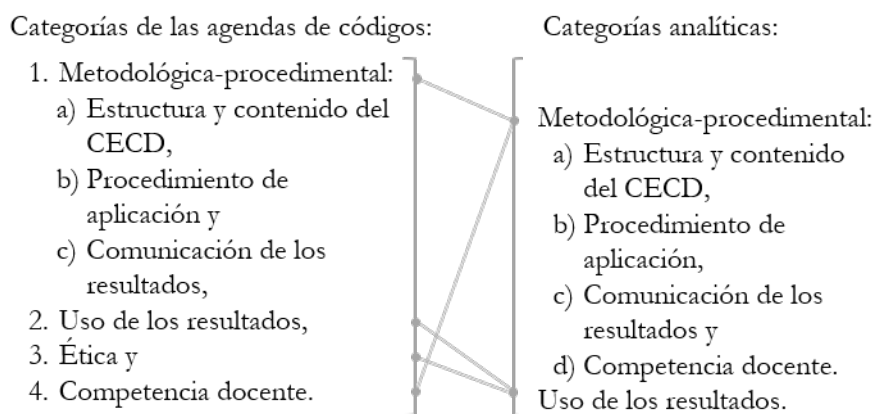 Categorías de las agendas de códigos:
1. Metodológica-procedimental:
a) Estructura y contenido del
CECD,
b) Procedimiento de
aplicación y
c) Comunicación de los
resultados,
2. Uso de los resultados,
3. Ética y
4. Competencia docente.
Categorías analíticas:
Metodológica-procedimental:
a) Estructura y contenido
del CECD,
b) Procedimiento de
aplicación,
c) Comunicación de los
resultados y
d) Competencia docente.
Uso de los resultados.